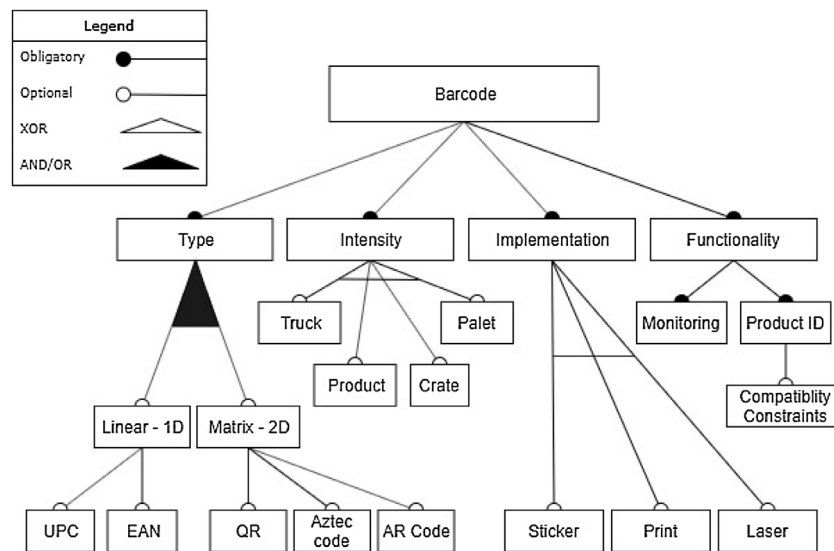 Legend
Obligatory
Optional
XOR
AND/OR
Barcode
Type
Intensity
Implementation
Functionality
Truck
Palet
Monitoring
Product ID
Product
Crate
Compatiblity
Constraints
Linear - 1D
Matrix - 2D
UPC
EAN
QR
Aztec
code
AR Code
Sticker
Print
Laser